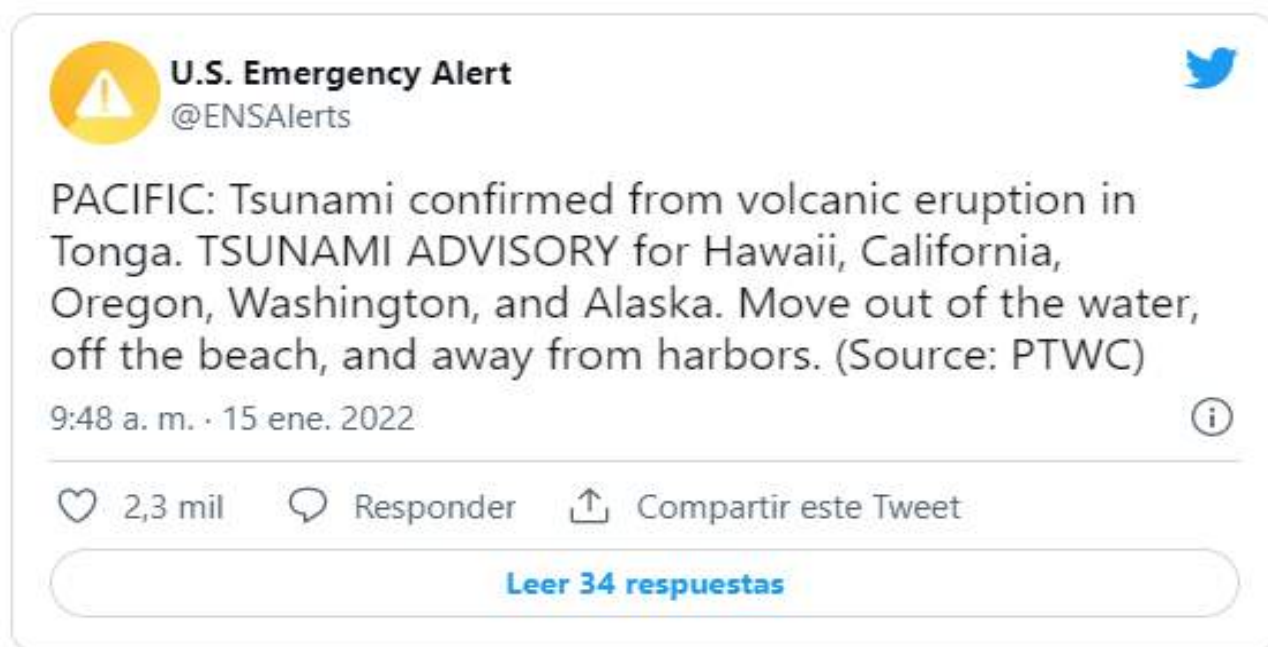 U.S. Emergency Alert
@ENSAlerts
PACIFIC: Tsunami confirmed from volcanic eruption in
Tonga. TSUNAMI ADVISORY for Hawaii, California,
Oregon, Washington, and Alaska. Move out of the water,
off the beach, and away from harbors. (Source: PTWC)
9:48 a. m. · 15 ene. 2022
2,3 mil Responder Compartir este Tweet
Leer 34 respuestas